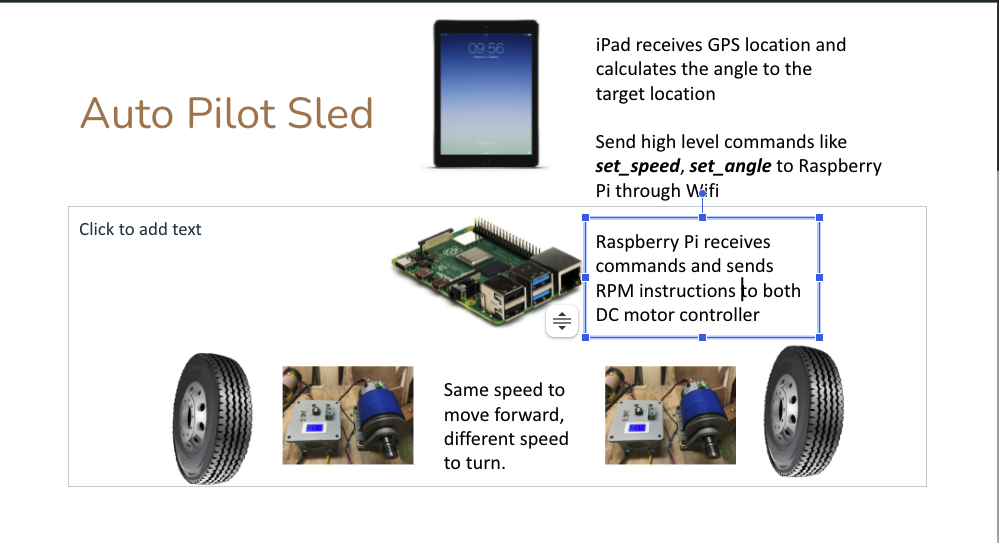 09:56
iPad receives GPS location and
calculates the angle to the
target location
Auto Pilot Sled
Send high level commands like
set_speed, set_angle to Raspberry
Pi through Wifi
Click to add text
Raspberry Pi receives
commands and sends
RPM instructions to both
DC motor controller
Same speed to
move forward,
different speed
to turn.